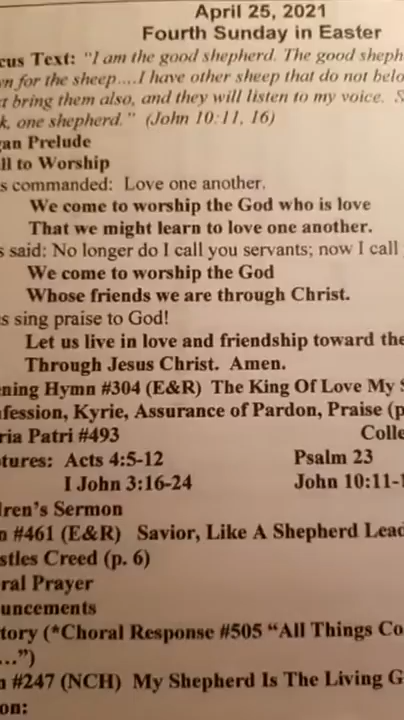 April 25, 2021
Fourth Sunday in Easter
cus Text: "I am the good shepherd. The good sheph
wn for the sheep....I have other sheep that do not belo
st bring them also, and they will listen to my voice. S
k, one shepherd." (John 10:11, 16)
gan Prelude
ll to Worship
s commanded: Love one another.
We come to worship the God who is love
That we might learn to love one another.
s said: No longer do I call you servants; now I call
We come to worship the God
Whose friends we are through Christ.
s sing praise to God!
Let us live in love and friendship toward the
Through Jesus Christ. Amen.
ning Hymn #304 (E&R) The King Of Love My S
nfession, Kyrie, Assurance of Pardon, Praise (p
ria Patri #493 Colle
tures: Acts 4:5-12 Psalm 23
I John 3:16-24 John 10:11-1
dren's Sermon
n #461 (E&R) Savior, Like A Shepherd Lead
stles Creed (p. 6)
ral Prayer
uncements
tory (*Choral Response #505 "All Things Co
...")
n #247 (NCH) My Shepherd Is The Living G
on: